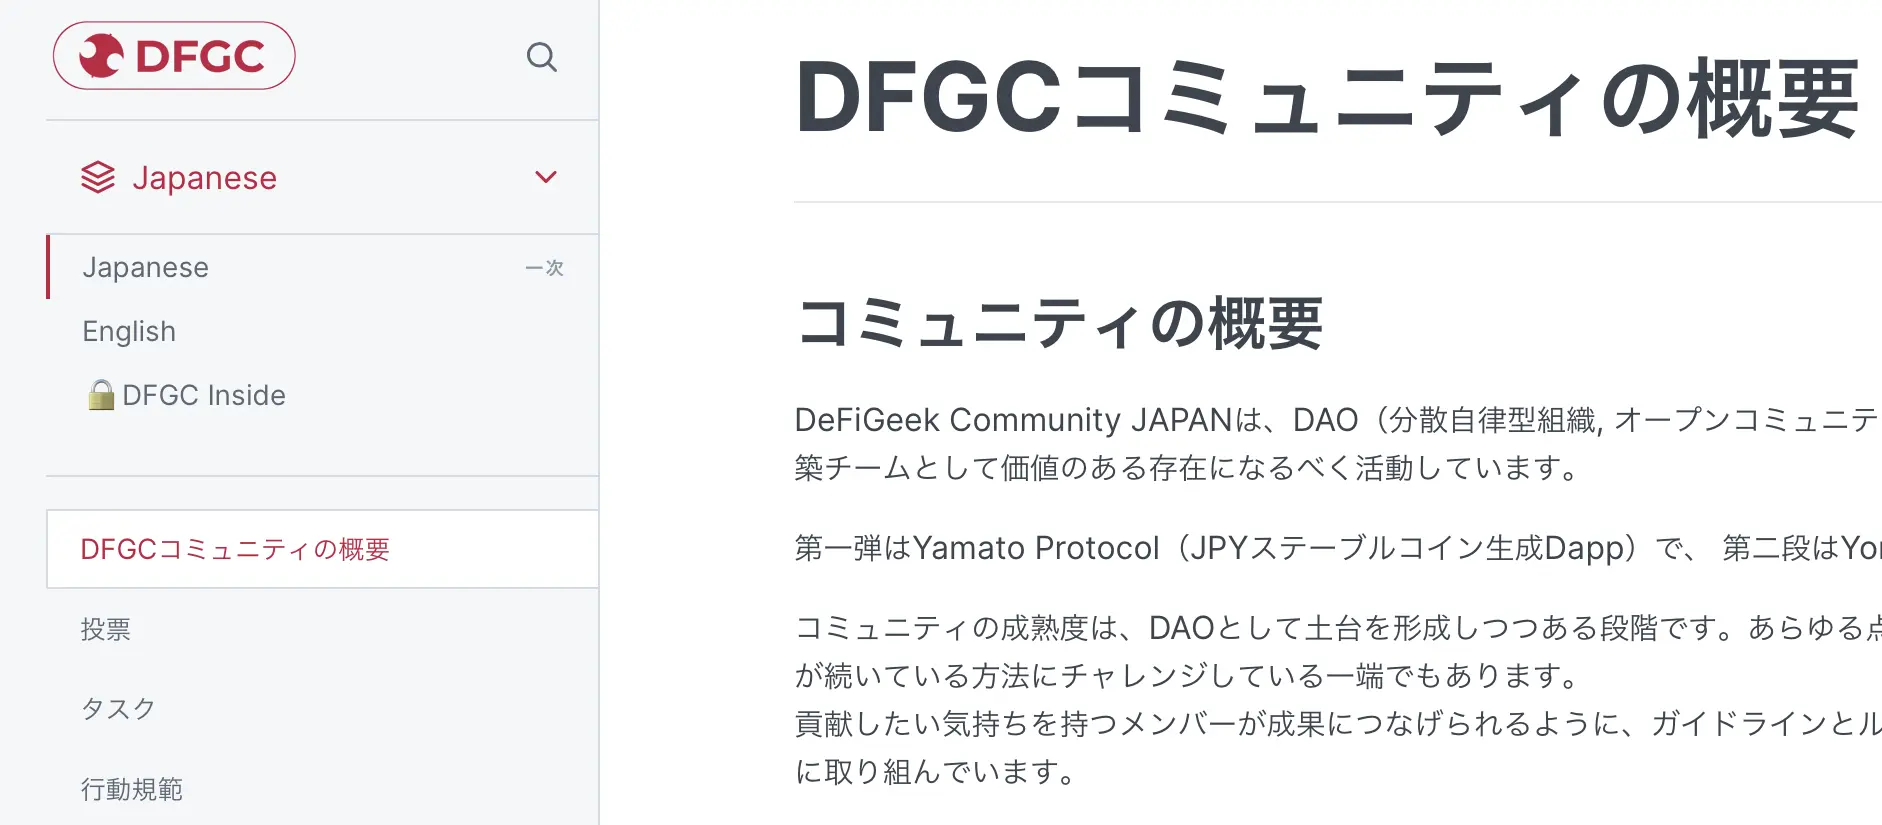 DFGC
Japanese
Japanese 一次
English
DFGC Inside
DFGCコミュニティの概要
投票
タスク
行動規範
DFGCコミュニティの概要
コミュニティの概要
DeFiGeek Community JAPANは、DAO（分散自律型組織, オープンコミュニテ
築チームとして価値のある存在になるべく活動しています。
第一弾はYamato Protocol（JPYステーブルコイン生成Dapp）で、 第二段はYo
コミュニティの成熟度は、DAOとして土台を形成しつつある段階です。あらゆる点
が続いている方法にチャレンジしている一端でもあります。
貢献したい気持ちを持つメンバーが成果につなげられるように、ガイドラインとル
に取り組んでいます。